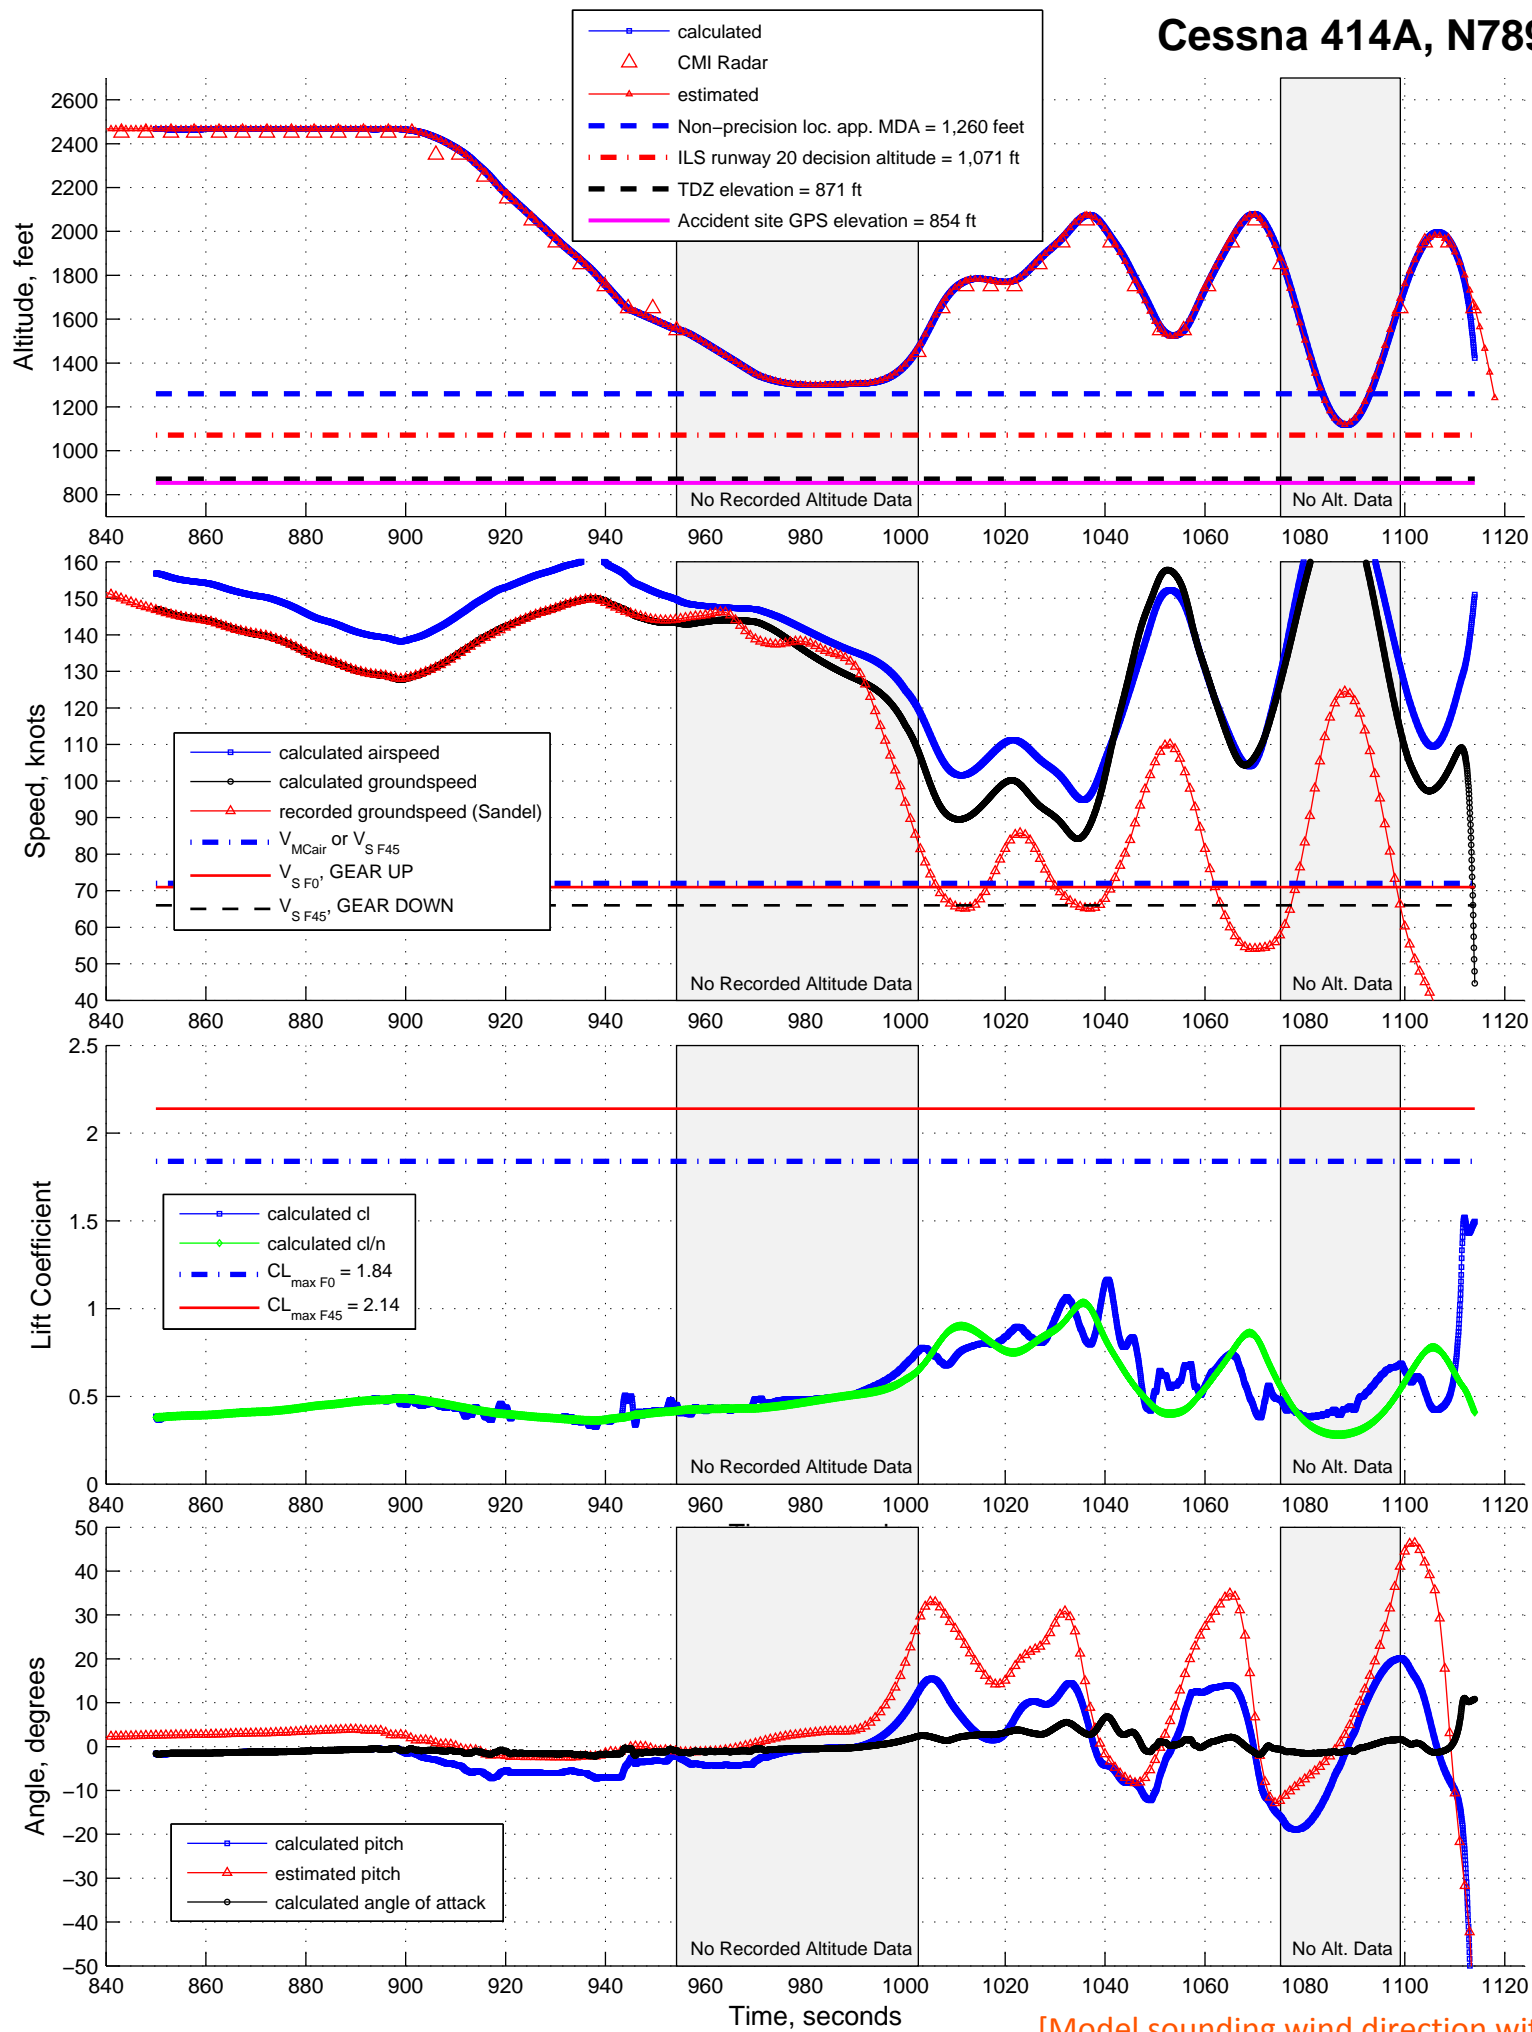 Cessna 414A, N789
calculated
CMI Radar
estimated
Non−precision loc. app. MDA = 1,260 feet
ILS runway 20 decision altitude = 1,071 ft
TDZ elevation = 871 ft
Accident site GPS elevation = 854 ft
Altitude, feet
2600
2400
2200
2000
1800
1600
1400
1200
1000
800
No Recorded Altitude Data
No Alt. Data
840 860 880 900 920 940 960 980 1000 1020 1040 1060 1080 1100 1120
Speed, knots
160
150
140
130
120
110
100
90
80
70
60
50
40
calculated airspeed
calculated groundspeed
recorded groundspeed (Sandel)
VMCair or VS F45
VS F0, GEAR UP
VS F45, GEAR DOWN
No Recorded Altitude Data
No Alt. Data
840 860 880 900 920 940 960 980 1000 1020 1040 1060 1080 1100 1120
Lift Coefficient
2.5
2
1.5
1
0.5
0
calculated cl
calculated cl/n
CLmax F0 = 1.84
CLmax F45 = 2.14
No Recorded Altitude Data
No Alt. Data
840 860 880 900 920 940 960 980 1000 1020 1040 1060 1080 1100 1120
Angle, degrees
50
40
30
20
10
0
−10
−20
−30
−40
−50
calculated pitch
estimated pitch
calculated angle of attack
No Recorded Altitude Data
No Alt. Data
840 860 880 900 920 940 960 980 1000 1020 1040 1060 1080 1100 1120
Time, seconds
[Model sounding wind direction wit